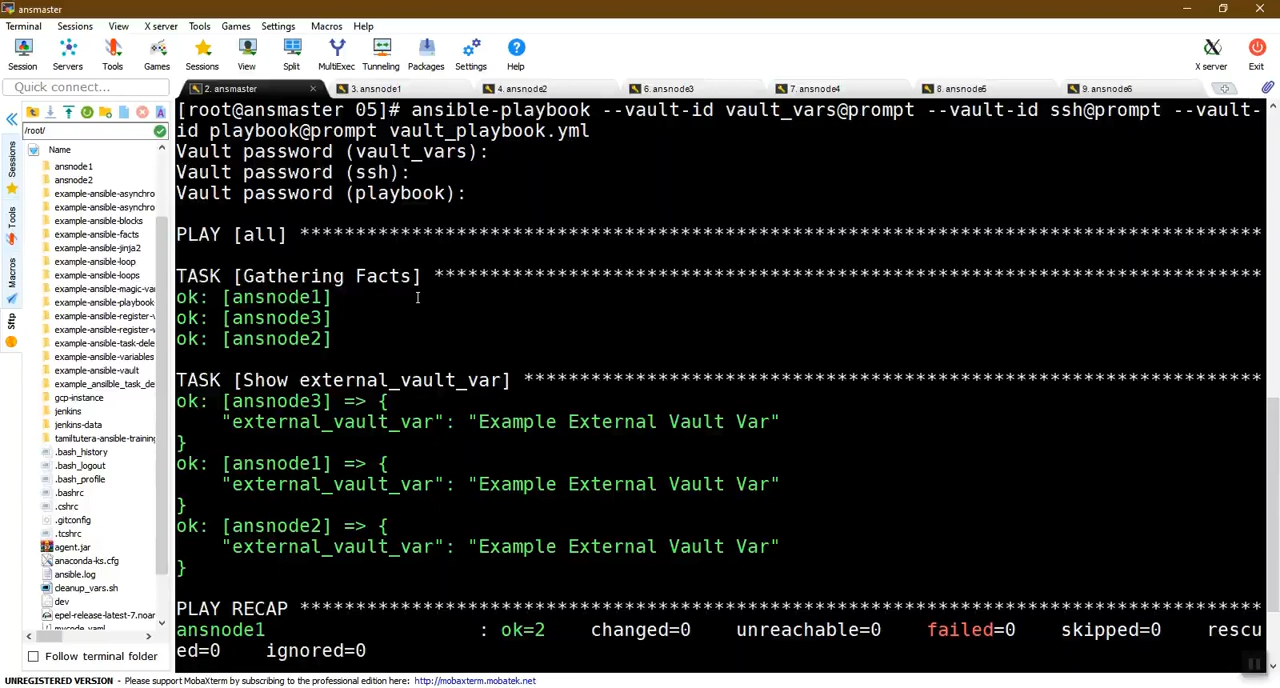 ansmaster
Terminal Sessions View X server Tools Games Settings Macros Help
Session Servers Tools Games Sessions View Split MultiExec Tunneling Packages Settings Help X server Exit
Quick connect...
2. ansmaster 3. ansnode1 4. ansnode2 6. ansnode3 7. ansnode4 8. ansnode5 9. ansnode6
/root/
Name
ansnode1
ansnode2
example-ansible-asynchro
example-ansible-asynchro
example-ansible-blocks
example-ansible-facts
example-ansible-jinja2
example-ansible-loop
example-ansible-loops
example-ansible-magic-va
example-ansible-playbook
example-ansible-register-v
example-ansible-register-v
example-ansible-task-dele
example-ansible-variables
example-ansible-vault
example_ansilble_task_de
gcp-instance
jenkins
jenkins-data
tamiltutera-ansible-training
.bash_history
.bash_logout
.bash_profile
.bashrc
.cshrc
.gitconfig
.tcshrc
agent.jar
anaconda-ks.cfg
ansible.log
cleanup_vars.sh
dev
epel-release-latest-7.noar
mycode.yaml
Follow terminal folder
Sessions
Tools
Macros
Sftp
[root@ansmaster 05]# ansible-playbook --vault-id vault_vars@prompt --vault-id ssh@prompt --vault-
id playbook@prompt vault_playbook.yml
Vault password (vault_vars):
Vault password (ssh):
Vault password (playbook):
PLAY [all] *************************************************************************************
TASK [Gathering Facts] *************************************************************************
ok: [ansnode1]
ok: [ansnode3]
ok: [ansnode2]
TASK [Show external_vault_var] *****************************************************************
ok: [ansnode3] => {
"external_vault_var": "Example External Vault Var"
}
ok: [ansnode1] => {
"external_vault_var": "Example External Vault Var"
}
ok: [ansnode2] => {
"external_vault_var": "Example External Vault Var"
}
PLAY RECAP *************************************************************************************
ansnode1 : ok=2 changed=0 unreachable=0 failed=0 skipped=0 rescu
ed=0 ignored=0
UNREGISTERED VERSION - Please support MobaXterm by subscribing to the professional edition here: http://mobaxterm.mobatek.net